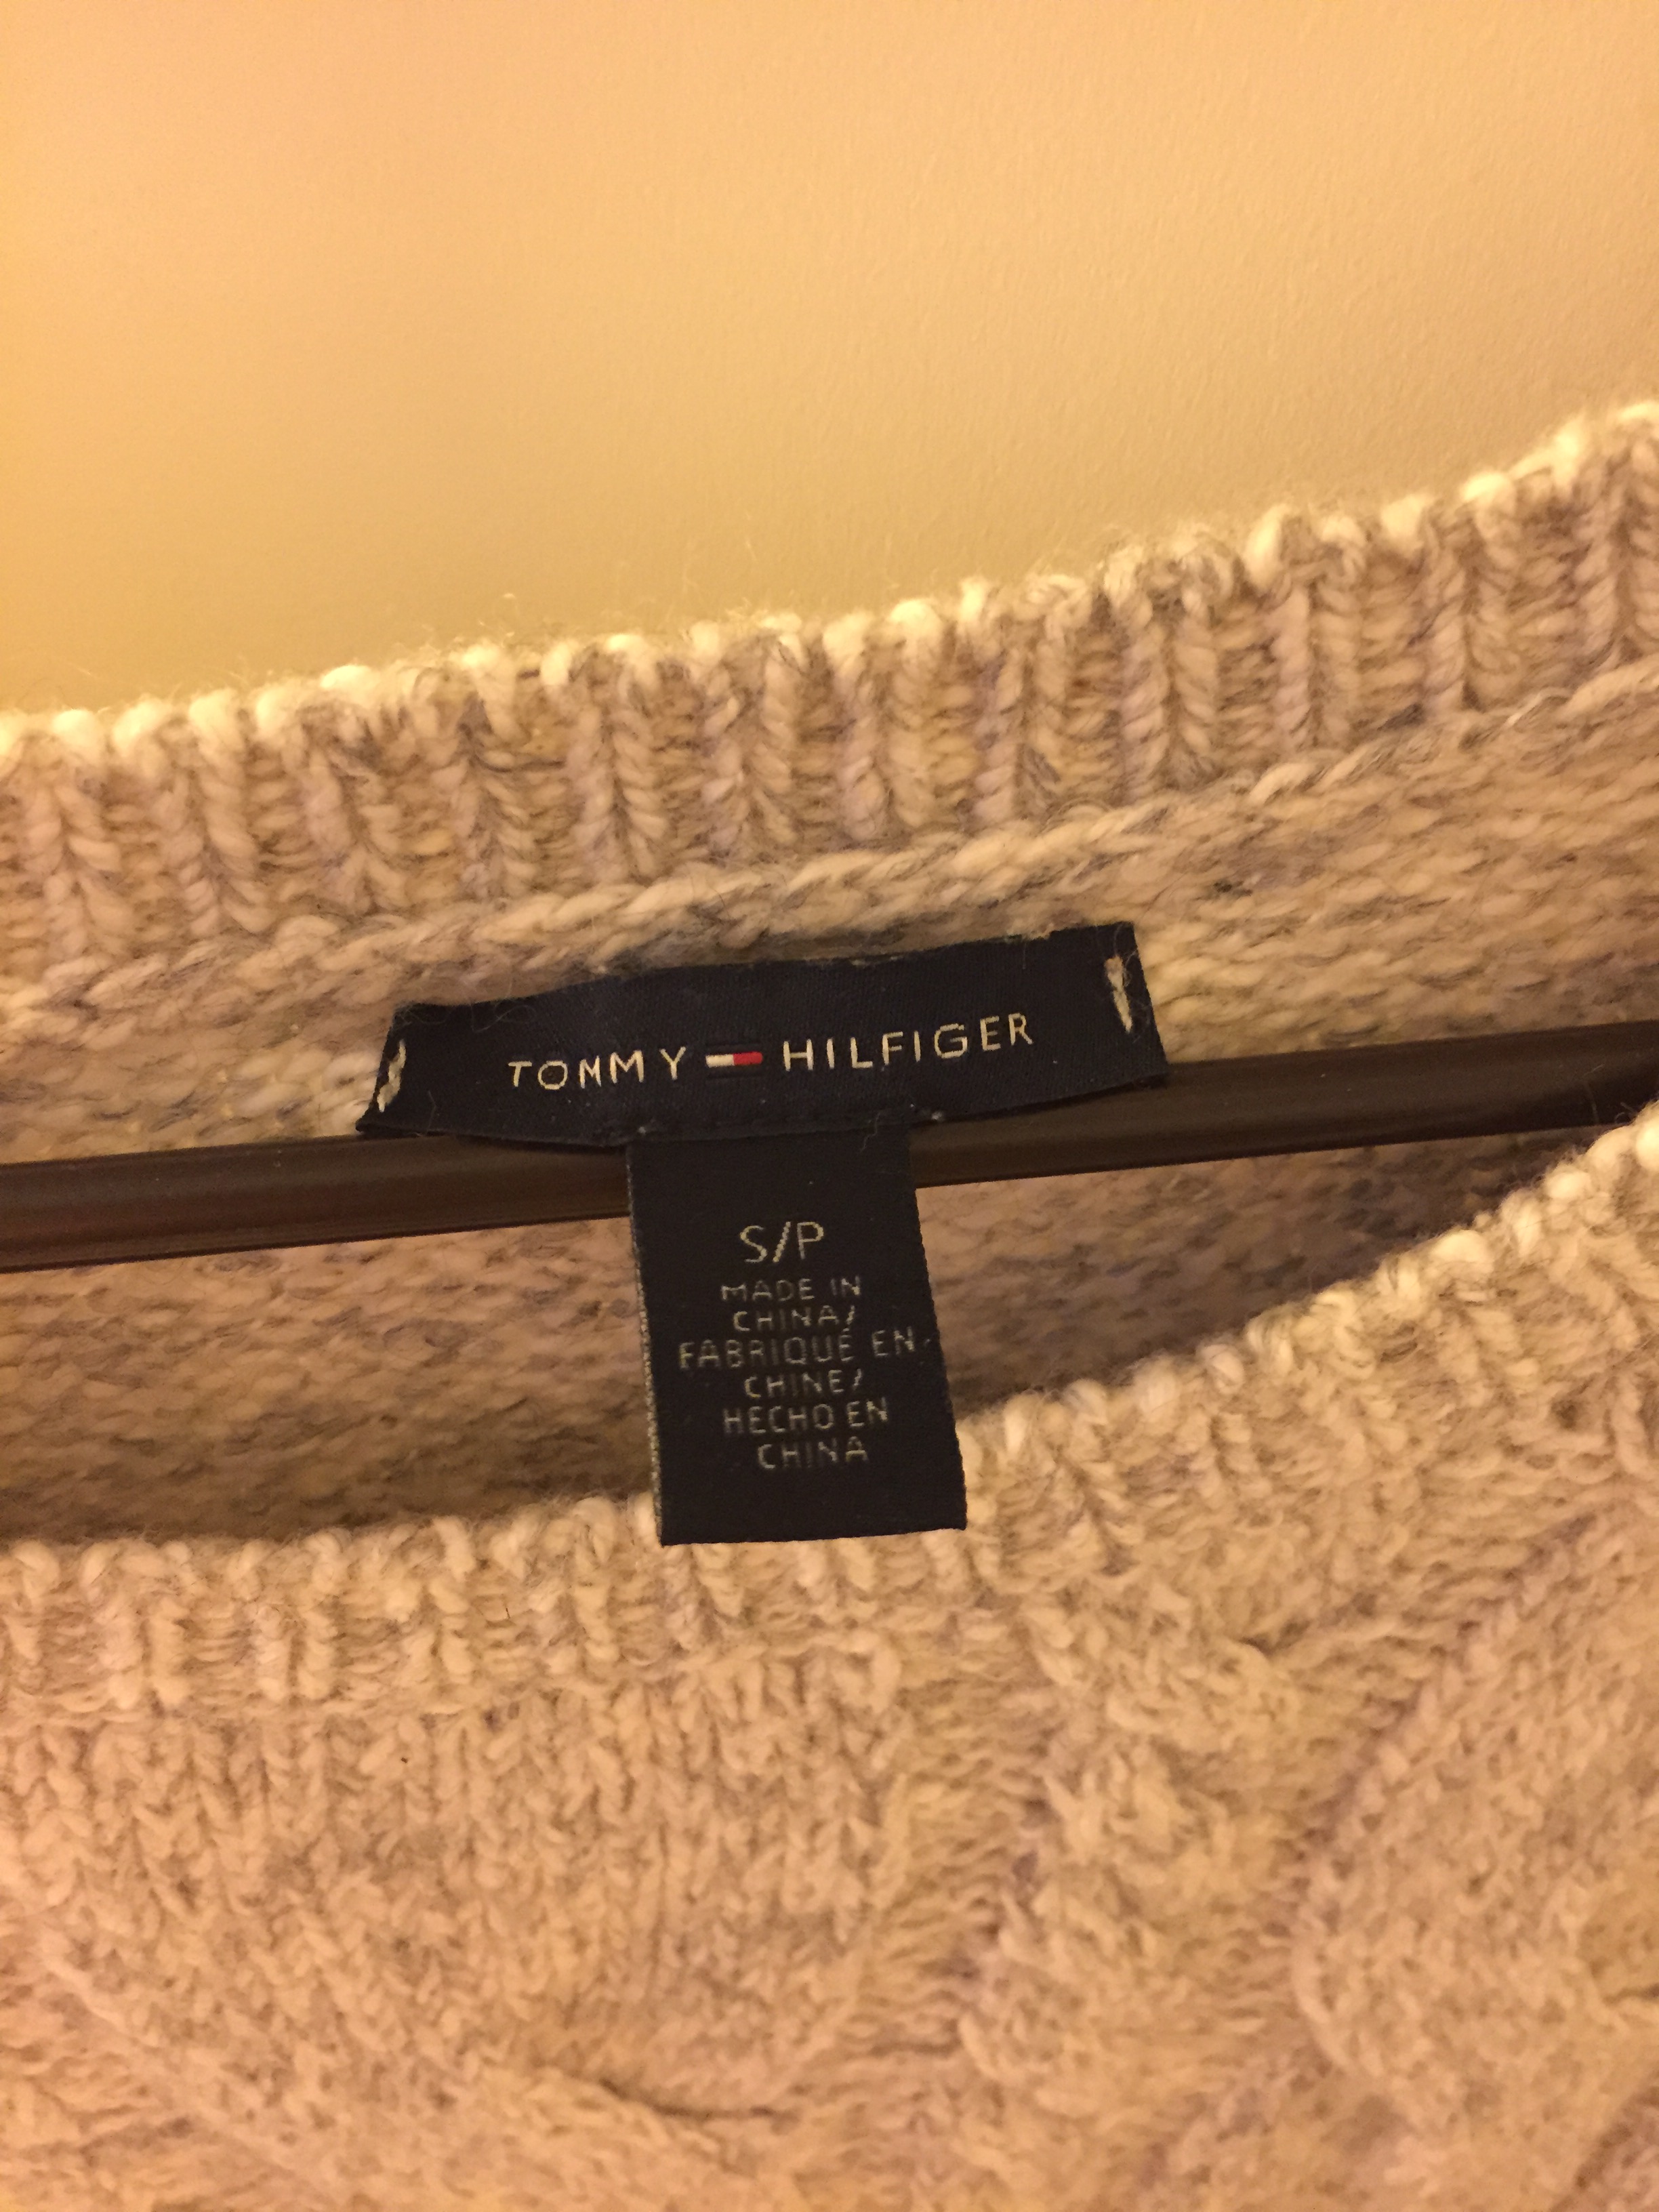 TOMMY HILFIGER
S/P
MADE IN
CHINA/
FABRIQUÉ EN
CHINE/
HECHO EN
CHINA